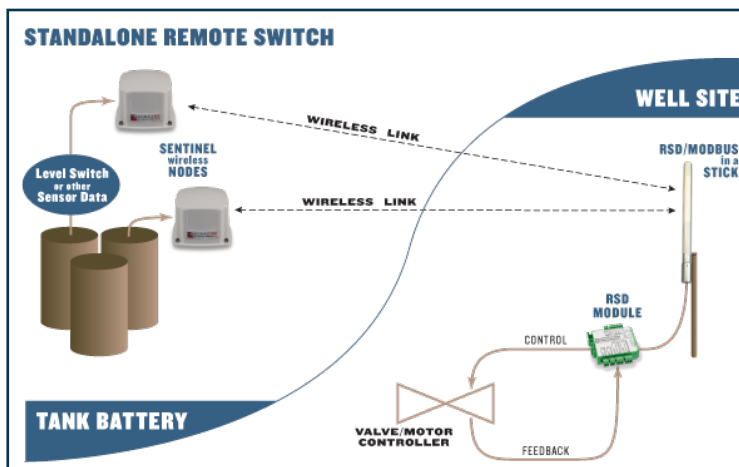 STANDALONE REMOTE SWITCH
WELL SITE
WIRELESS LINK
SENTINEL
wireless
NODES
RSD/MODBUS
in a
STICK
Level Switch
or other
Sensor Data
WIRELESS LINK
RSD
MODULE
CONTROL
VALVE/MOTOR
CONTROLLER
FEEDBACK
TANK BATTERY